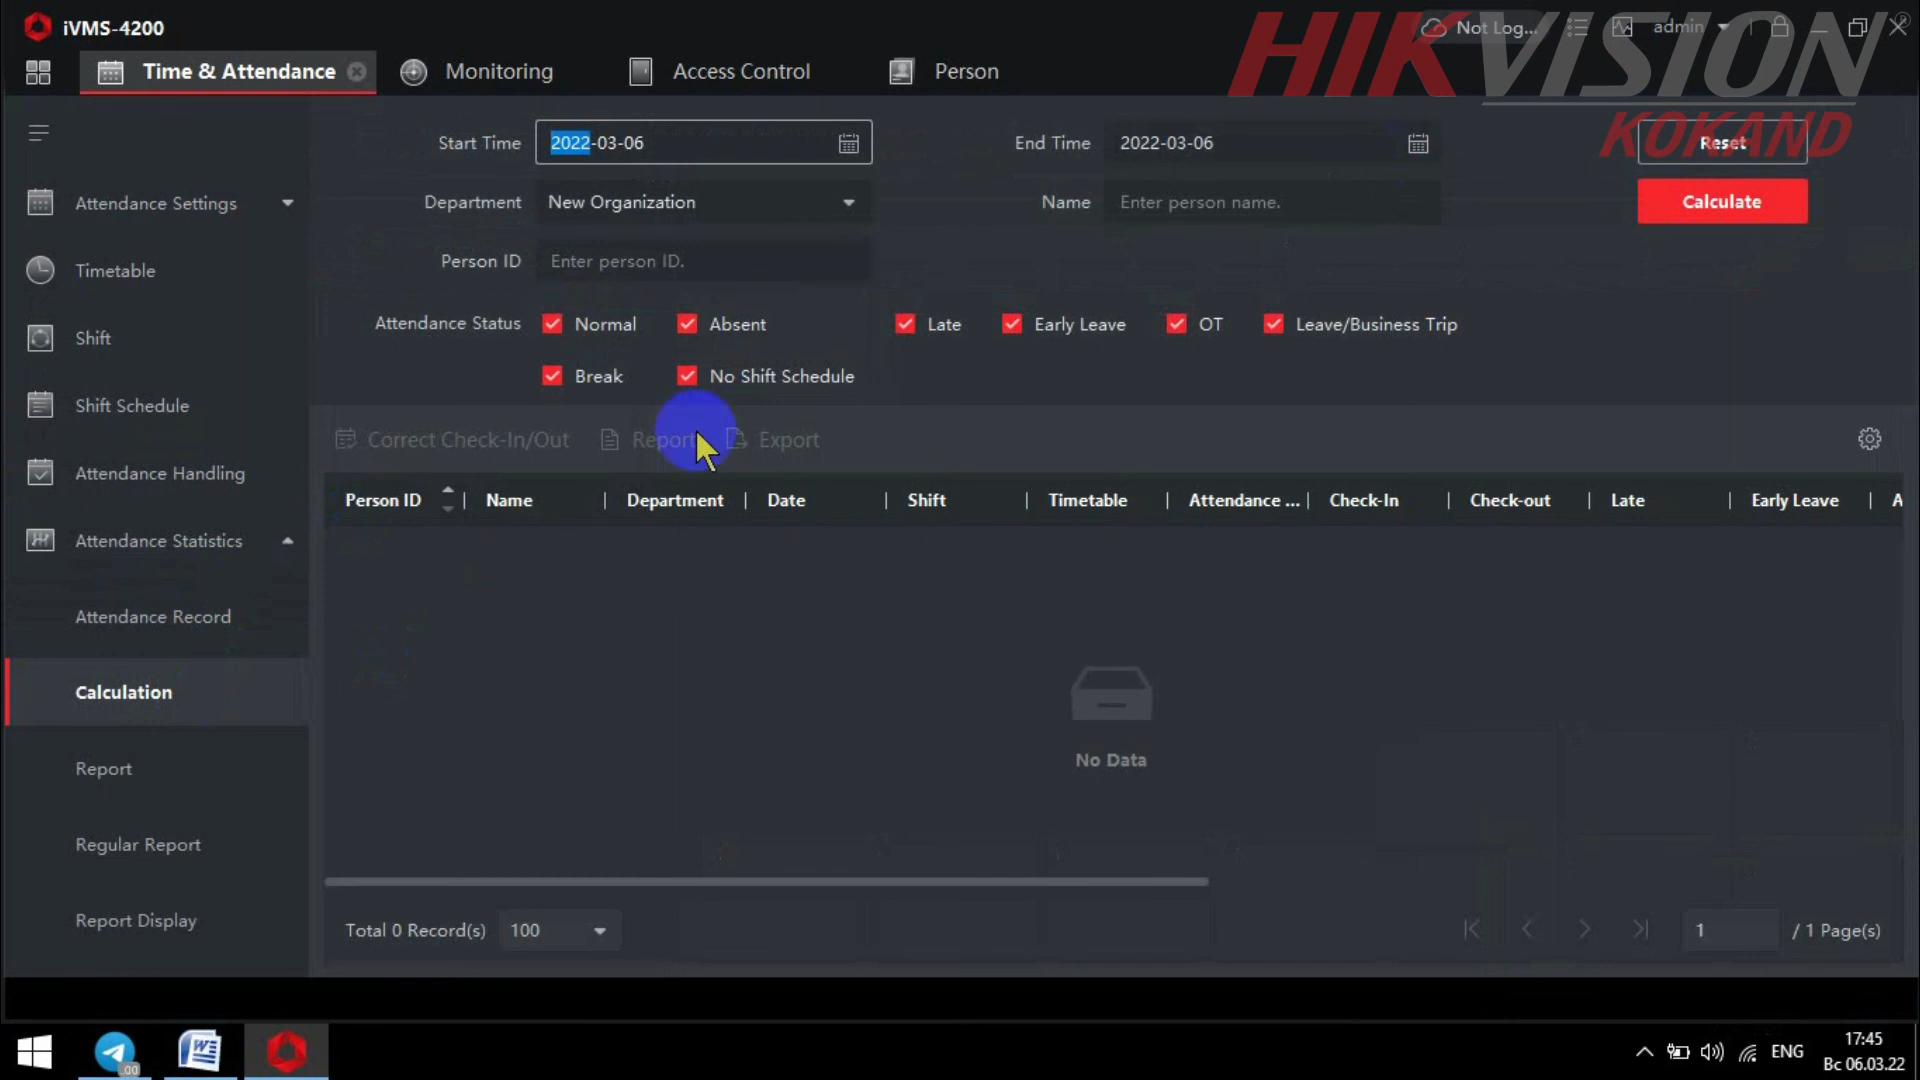 iVMS-4200
Not Log...
admin
HIKVISION
KOKAND
Time & Attendance
Monitoring
Access Control
Person
Start Time
2022-03-06
End Time
2022-03-06
Reset
Department
New Organization
Name
Enter person name.
Calculate
Person ID
Enter person ID.
Attendance Status
Normal
Absent
Late
Early Leave
OT
Leave/Business Trip
Break
No Shift Schedule
Attendance Settings
Timetable
Shift
Shift Schedule
Attendance Handling
Attendance Statistics
Attendance Record
Calculation
Report
Regular Report
Report Display
Correct Check-In/Out
Report
Export
Person ID | Name | Department | Date | Shift | Timetable | Attendance ... | Check-In | Check-out | Late | Early Leave | A
No Data
Total 0 Record(s)
100
1
/ 1 Page(s)
.00
ENG
17:45
Вс 06.03.22